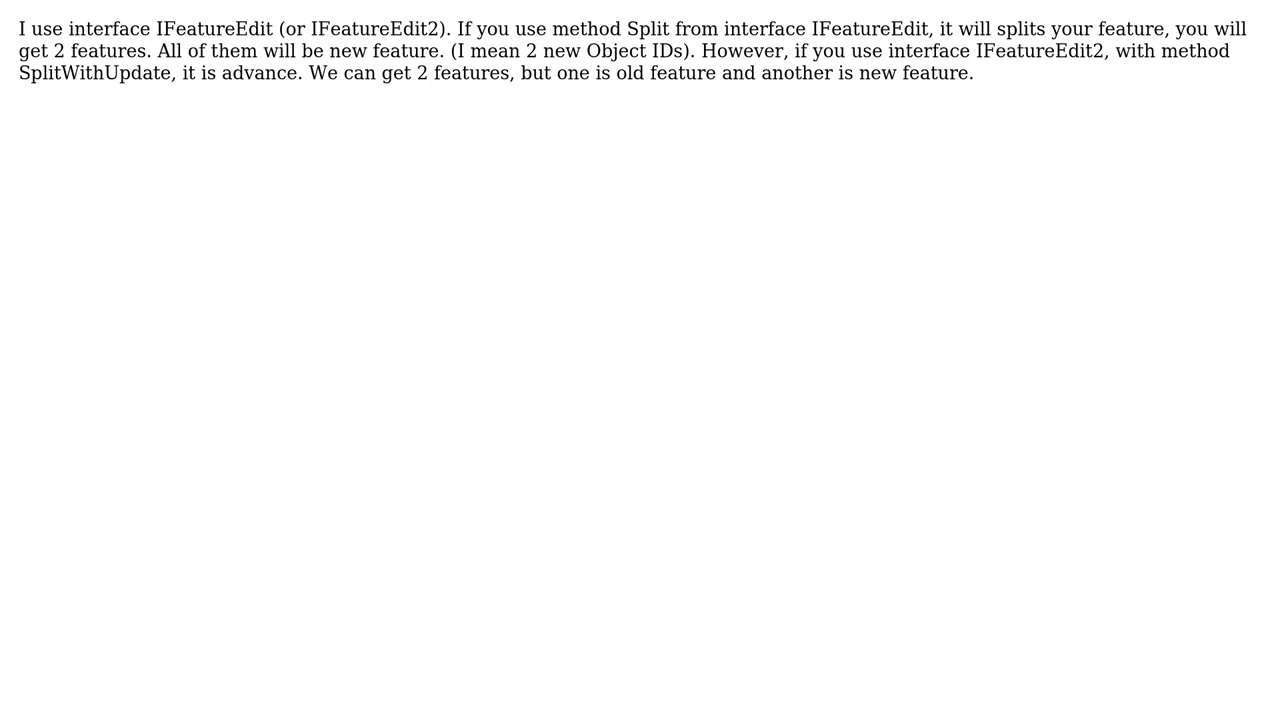 I use interface IFeatureEdit (or IFeatureEdit2). If you use method Split from interface IFeatureEdit, it will splits your feature, you will
get 2 features. All of them will be new feature. (I mean 2 new Object IDs). However, if you use interface IFeatureEdit2, with method
SplitWithUpdate, it is advance. We can get 2 features, but one is old feature and another is new feature.